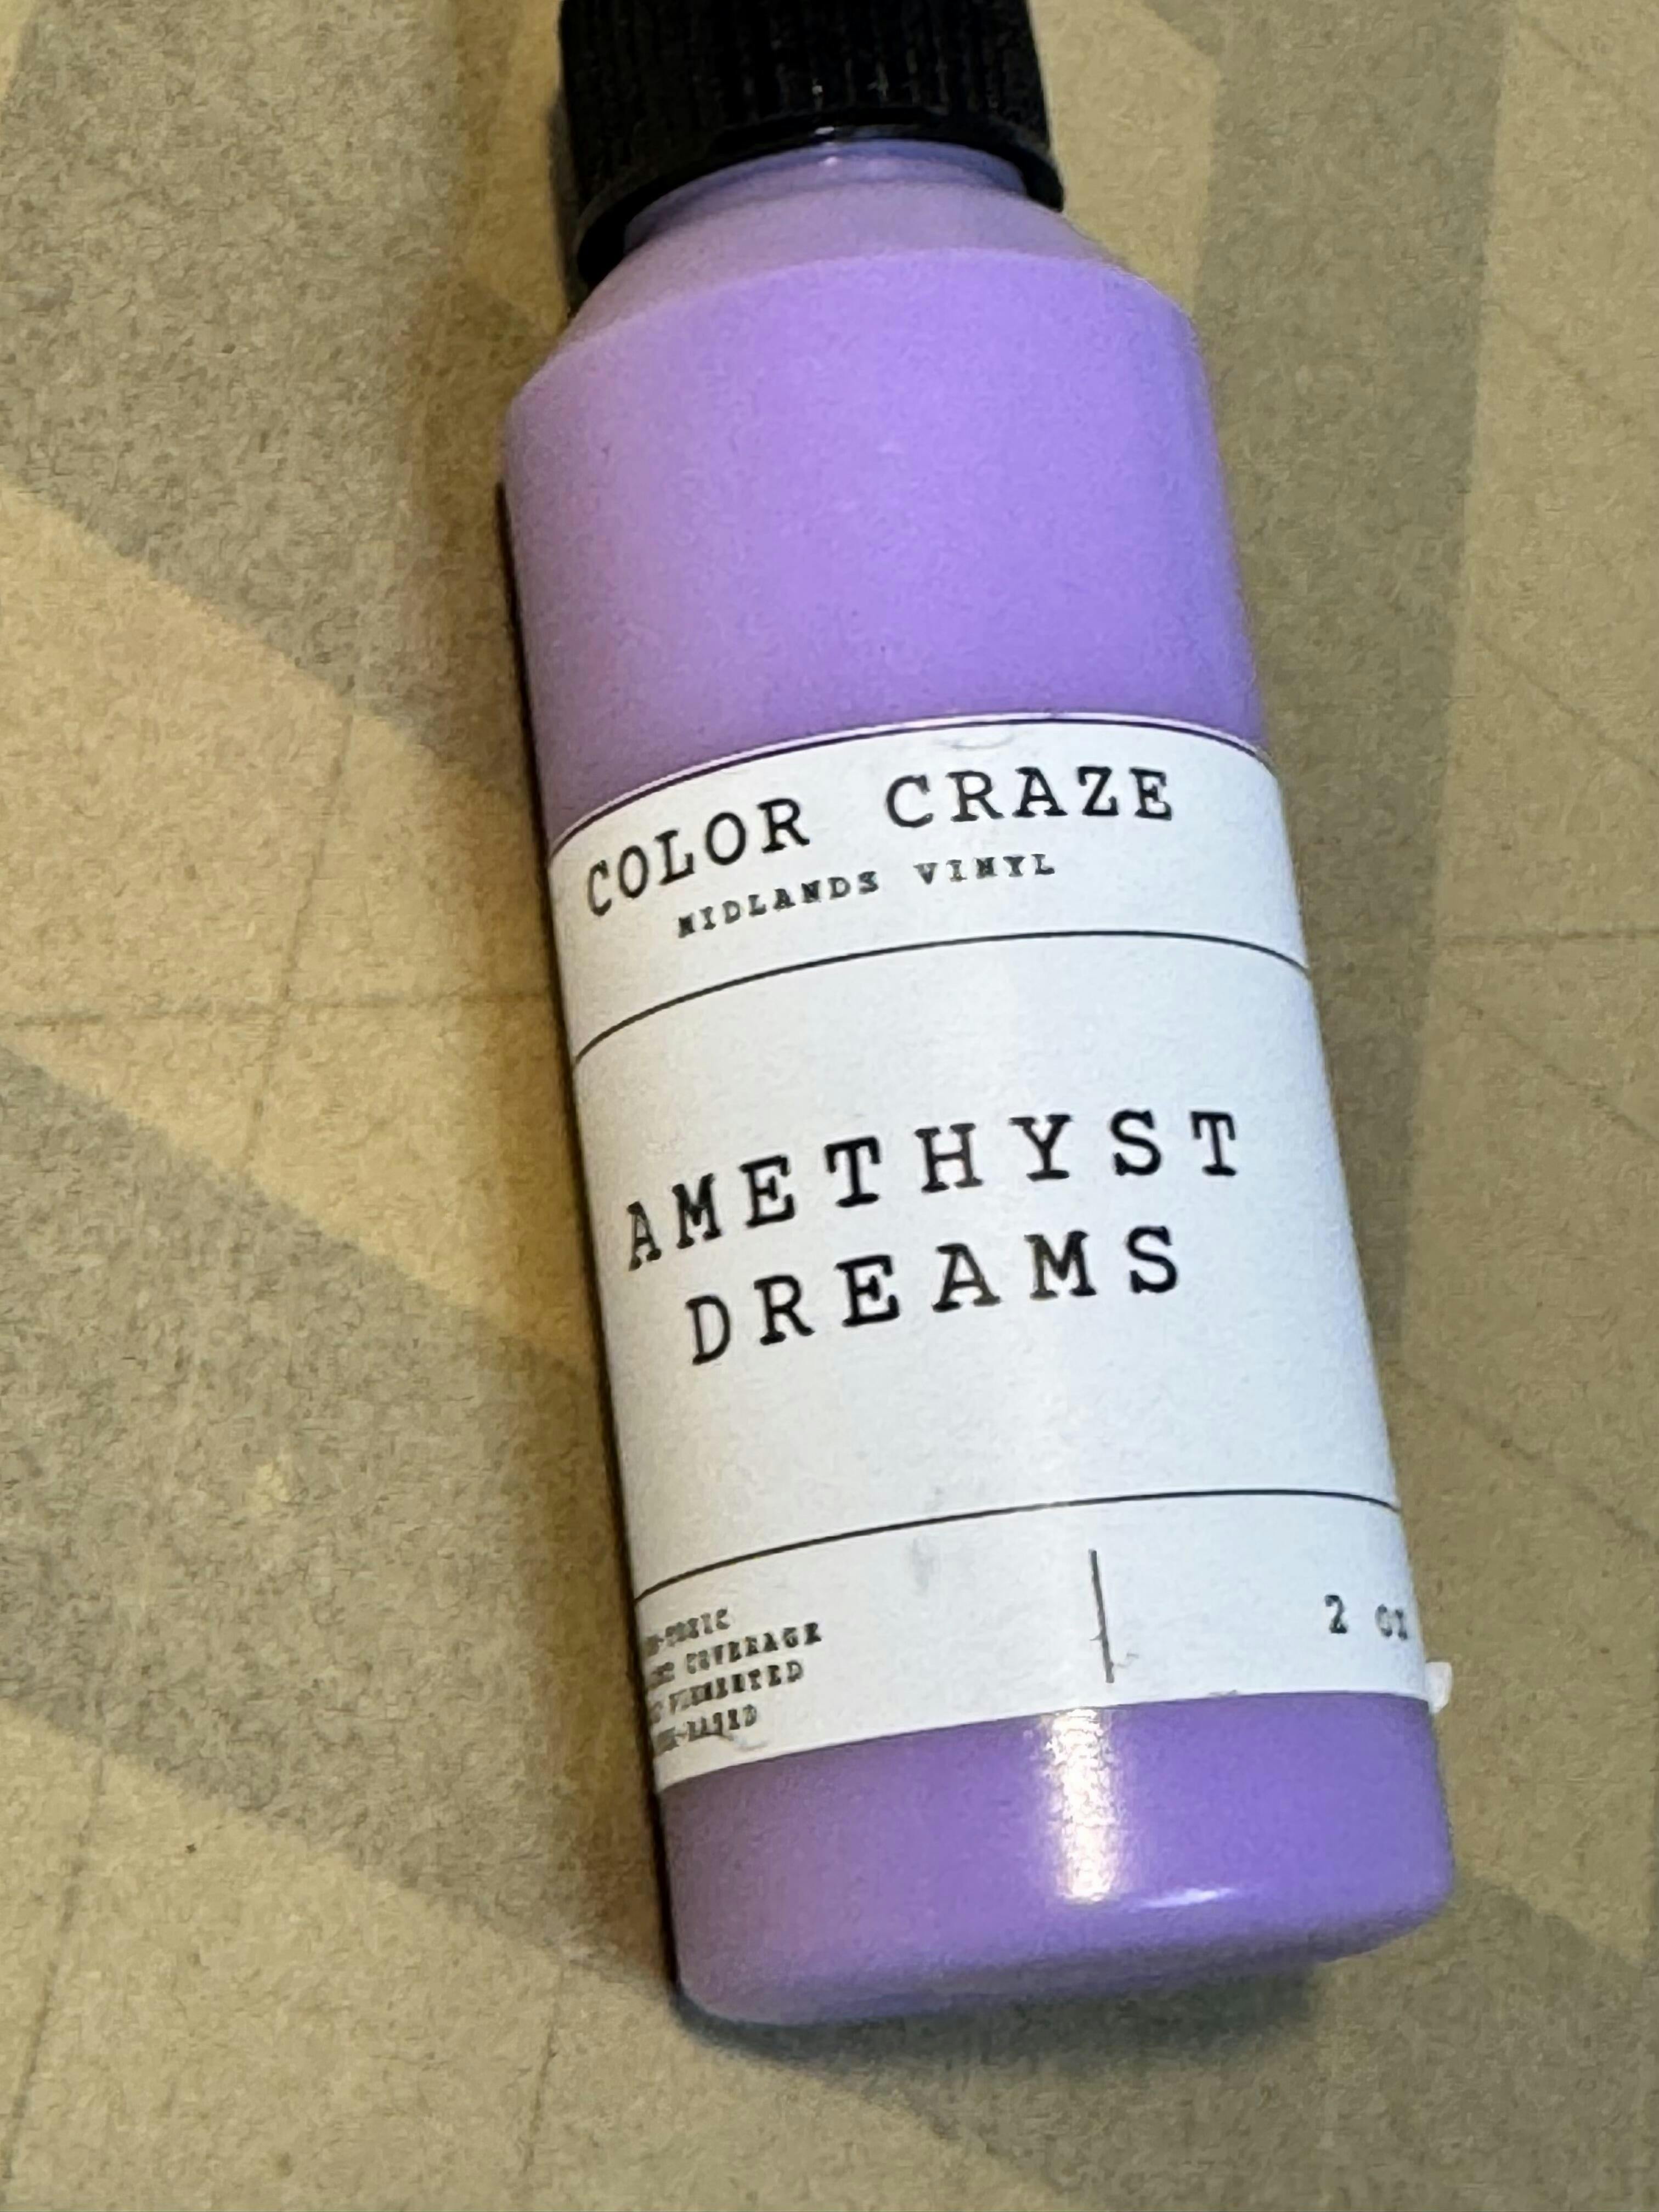 COLOR CRAZE
MIDLANDS VINYL
AMETHYST
DREAMS
COVERAGE
2 oz